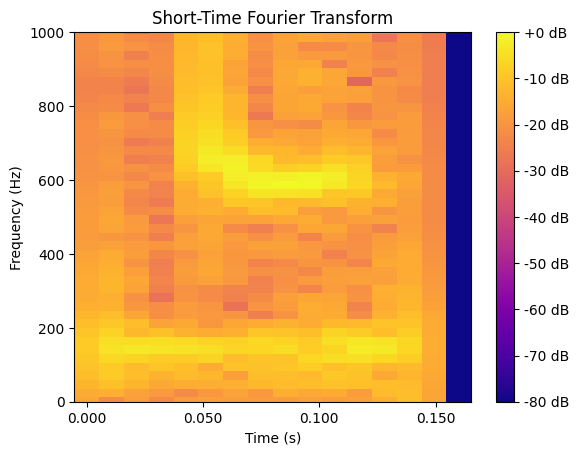 Short-Time Fourier Transform
Frequency (Hz)
1000
800
600
400
200
0
0.000
0.050
0.100
0.150
Time (s)
+0 dB
-10 dB
-20 dB
-30 dB
-40 dB
-50 dB
-60 dB
-70 dB
-80 dB